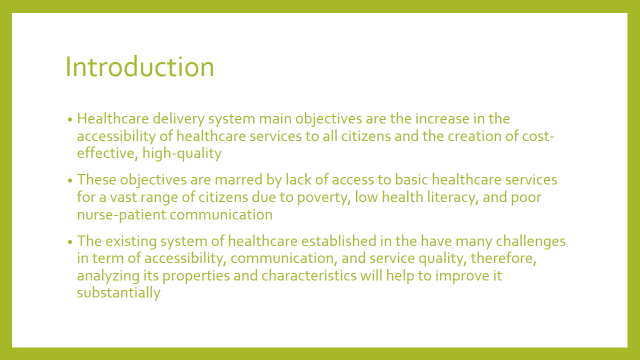 Introduction
• Healthcare delivery system main objectives are the increase in the
accessibility of healthcare services to all citizens and the creation of cost-
effective, high-quality
• These objectives are marred by lack of access to basic healthcare services
for a vast range of citizens due to poverty, low health literacy, and poor
nurse-patient communication
• The existing system of healthcare established in the have many challenges
in term of accessibility, communication, and service quality, therefore,
analyzing its properties and characteristics will help to improve it
substantially